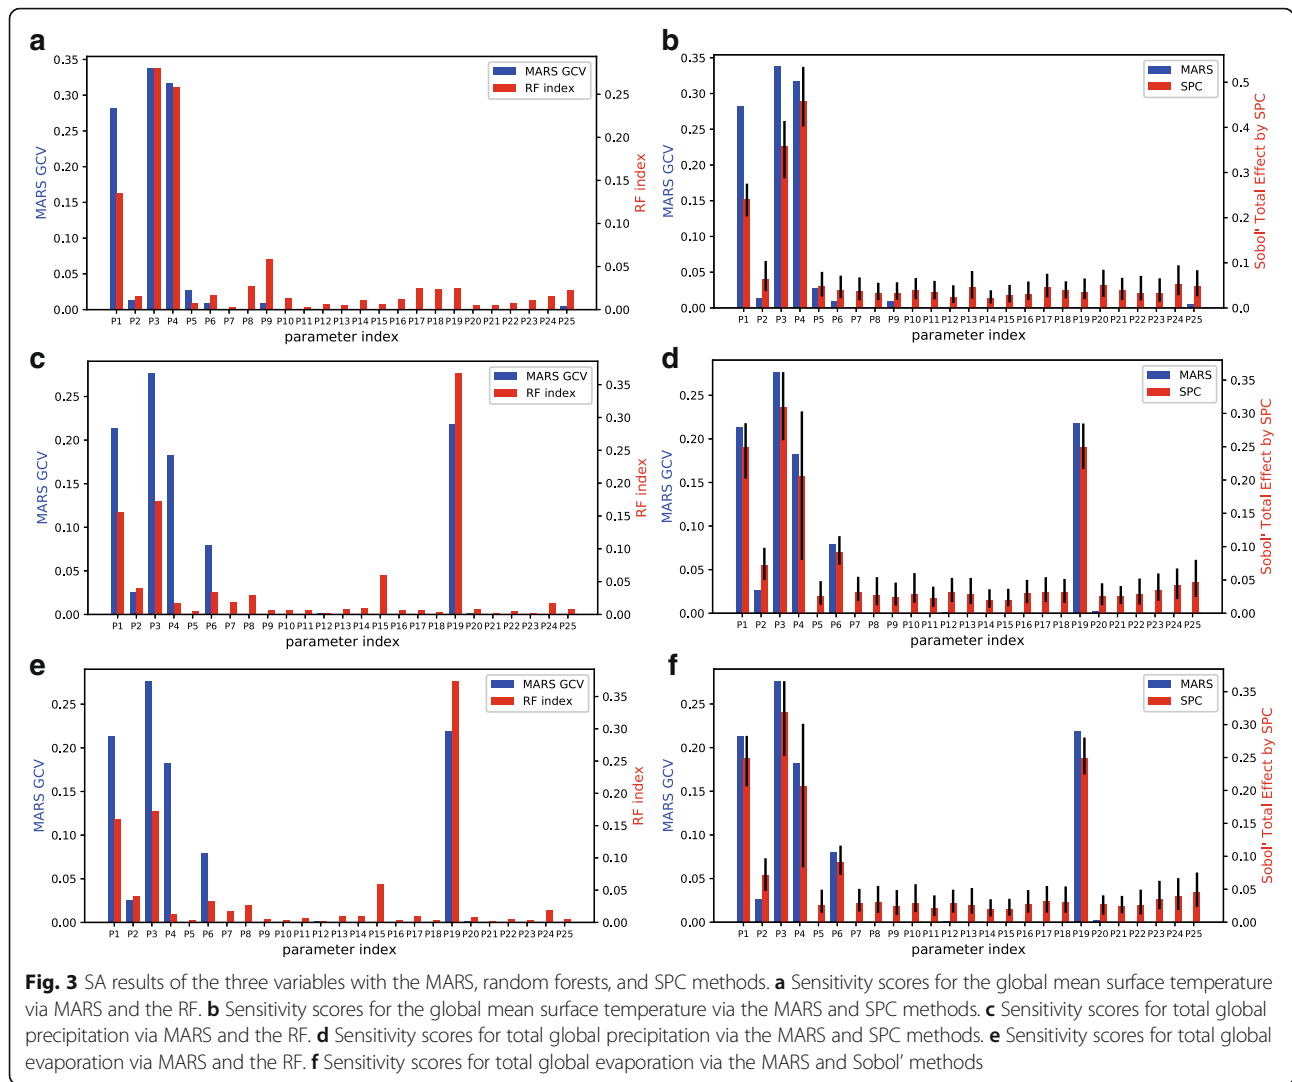 a
0.35
0.30
0.25
0.20
0.15
0.10
0.05
0.00
MARS GCV
MARS GCV
RF index
0.25
0.20
0.15
0.10
0.05
0.00
RF index
P1 P2 P3 P4 P5 P6 P7 P8 P9 P10 P11 P12 P13 P14 P15 P16 P17 P18 P19 P20 P21 P22 P23 P24 P25
parameter index
b
0.35
0.30
0.25
0.20
0.15
0.10
0.05
0.00
MARS GCV
MARS
SPC
0.5
0.4
0.3
0.2
0.1
0.0
Sobol' Total Effect by SPC
P1 P2 P3 P4 P5 P6 P7 P8 P9 P10 P11 P12 P13 P14 P15 P16 P17 P18 P19 P20 P21 P22 P23 P24 P25
parameter index
c
0.25
0.20
0.15
0.10
0.05
0.00
MARS GCV
MARS GCV
RF index
0.35
0.30
0.25
0.20
0.15
0.10
0.05
0.00
RF index
P1 P2 P3 P4 P5 P6 P7 P8 P9 P10 P11 P12 P13 P14 P15 P16 P17 P18 P19 P20 P21 P22 P23 P24 P25
parameter index
d
0.25
0.20
0.15
0.10
0.05
0.00
MARS GCV
MARS
SPC
0.35
0.30
0.25
0.20
0.15
0.10
0.05
0.00
Sobol' Total Effect by SPC
P1 P2 P3 P4 P5 P6 P7 P8 P9 P10 P11 P12 P13 P14 P15 P16 P17 P18 P19 P20 P21 P22 P23 P24 P25
parameter index
e
0.25
0.20
0.15
0.10
0.05
0.00
MARS GCV
MARS GCV
RF index
0.35
0.30
0.25
0.20
0.15
0.10
0.05
0.00
RF index
P1 P2 P3 P4 P5 P6 P7 P8 P9 P10 P11 P12 P13 P14 P15 P16 P17 P18 P19 P20 P21 P22 P23 P24 P25
parameter index
f
0.25
0.20
0.15
0.10
0.05
0.00
MARS GCV
MARS
SPC
0.35
0.30
0.25
0.20
0.15
0.10
0.05
0.00
Sobol' Total Effect by SPC
P1 P2 P3 P4 P5 P6 P7 P8 P9 P10 P11 P12 P13 P14 P15 P16 P17 P18 P19 P20 P21 P22 P23 P24 P25
parameter index
Fig. 3 SA results of the three variables with the MARS, random forests, and SPC methods. a Sensitivity scores for the global mean surface temperature
via MARS and the RF. b Sensitivity scores for the global mean surface temperature via the MARS and SPC methods. c Sensitivity scores for total global
precipitation via MARS and the RF. d Sensitivity scores for total global precipitation via the MARS and SPC methods. e Sensitivity scores for total global
evaporation via MARS and the RF. f Sensitivity scores for total global evaporation via the MARS and Sobol' methods